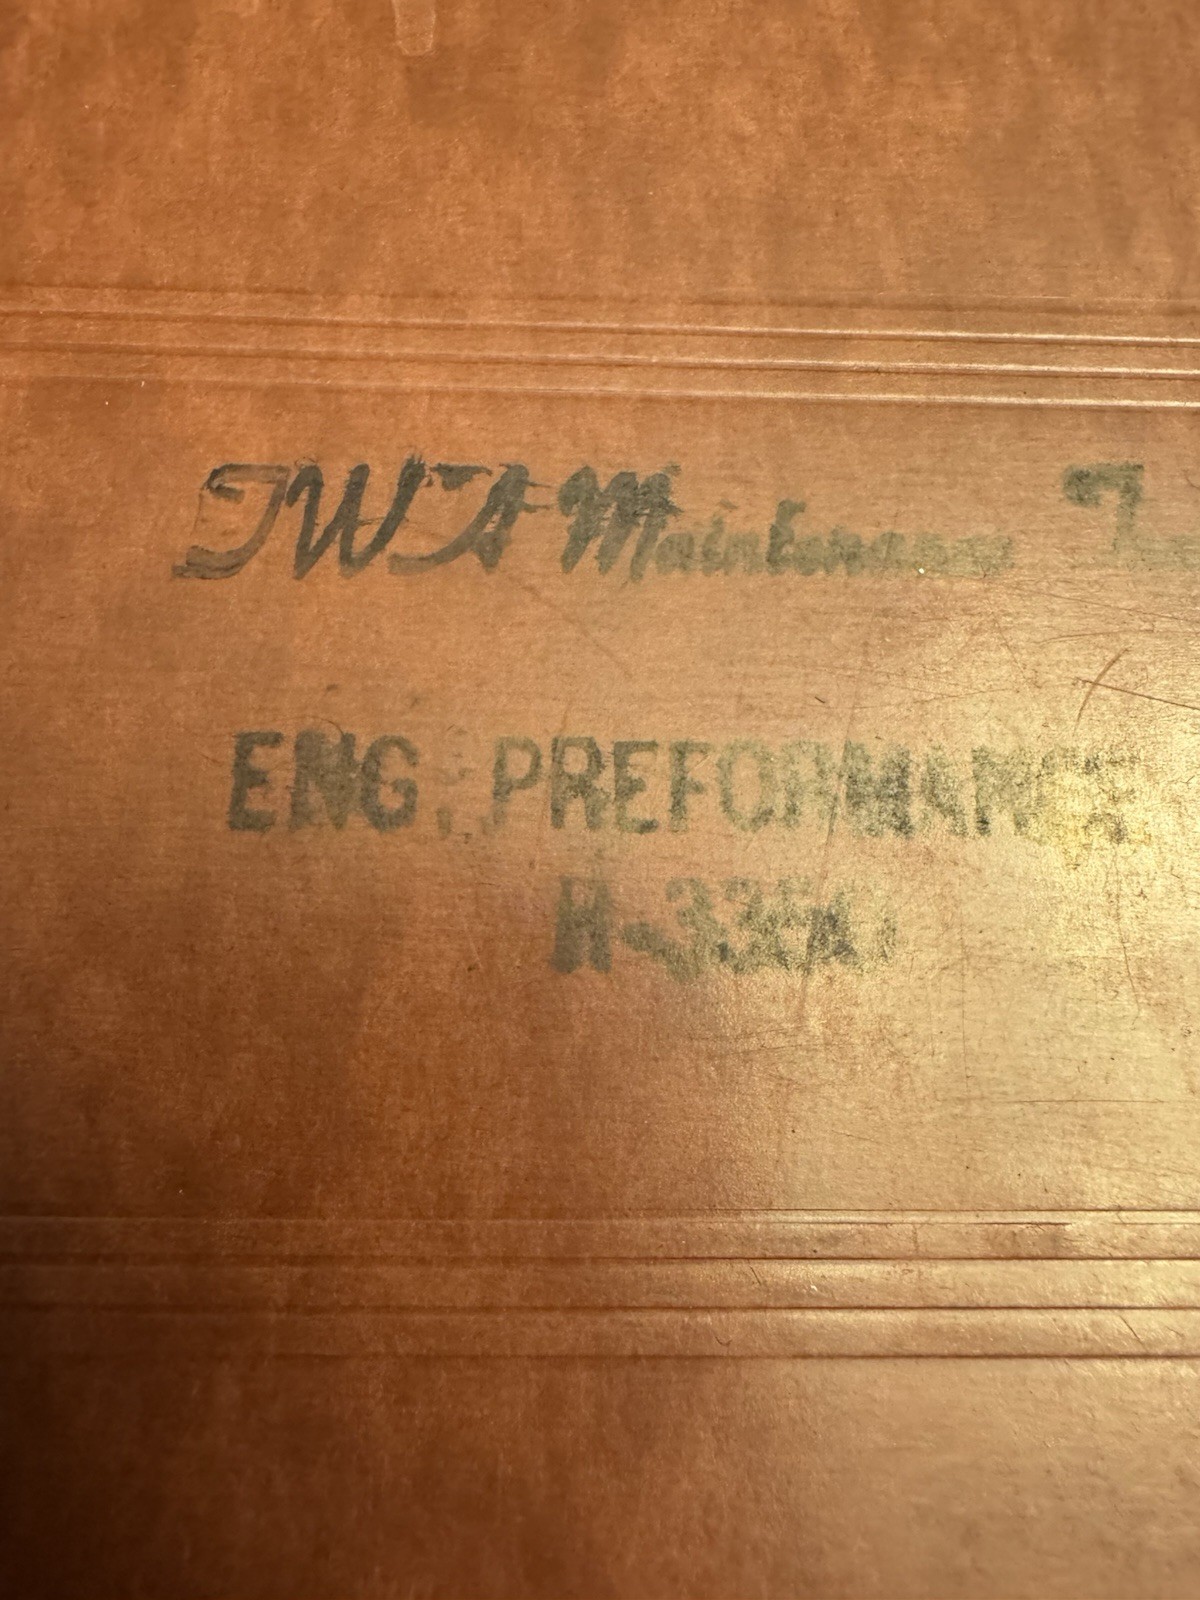 TWA Maintenance T
ENG. PREFORMANCE
R-3350